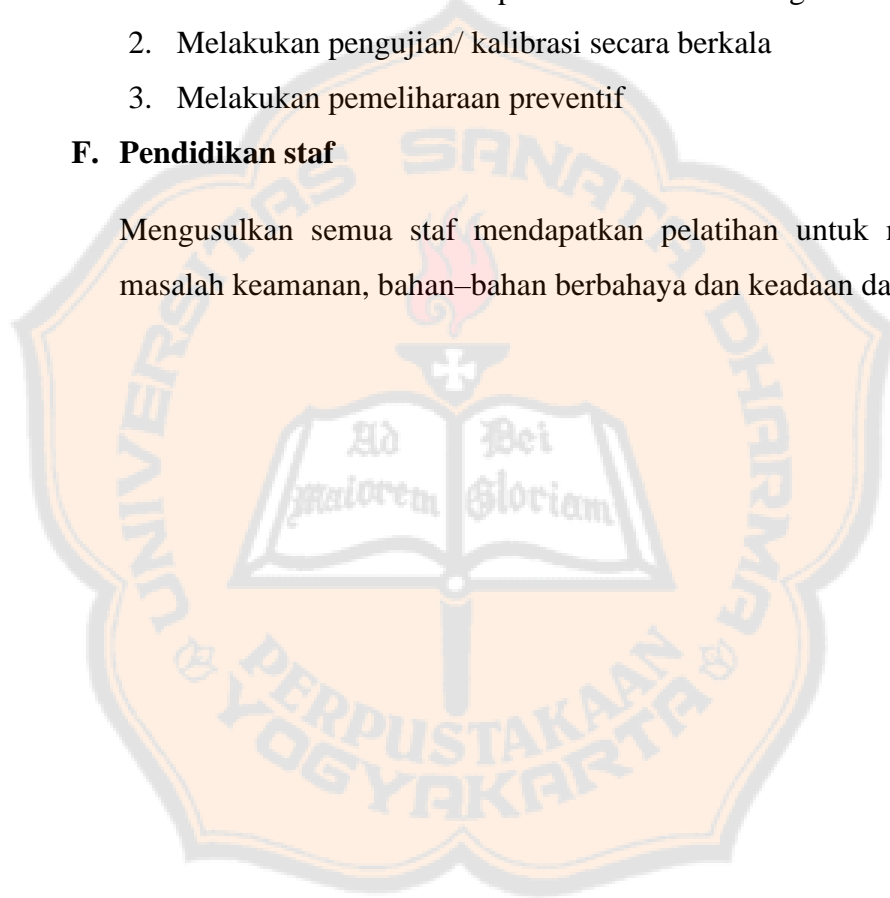 2. Melakukan pengujian/ kalibrasi secara berkala
3. Melakukan pemeliharaan preventif
F. Pendidikan staf
Mengusulkan semua staf mendapatkan pelatihan untuk
masalah keamanan, bahan–bahan berbahaya dan keadaan
UNIVERSITAS SANATA DHARMA
Ad Dei
Maiorem Gloriam
PERPUSTAKAAN
YOGYAKARTA